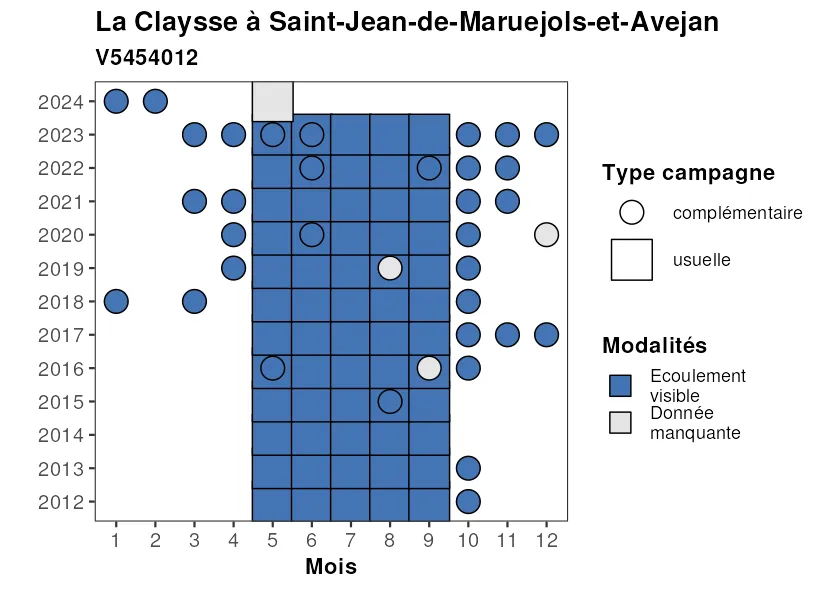 La Claysse à Saint-Jean-de-Maruejols-et-Avejan
V5454012
2024
2023
2022
2021
2020
2019
2018
2017
2016
2015
2014
2013
2012
1 2 3 4 5 6 7 8 9 10 11 12
Mois
Type campagne
complémentaire
usuelle
Modalités
Ecoulement
visible
Donnée
manquante